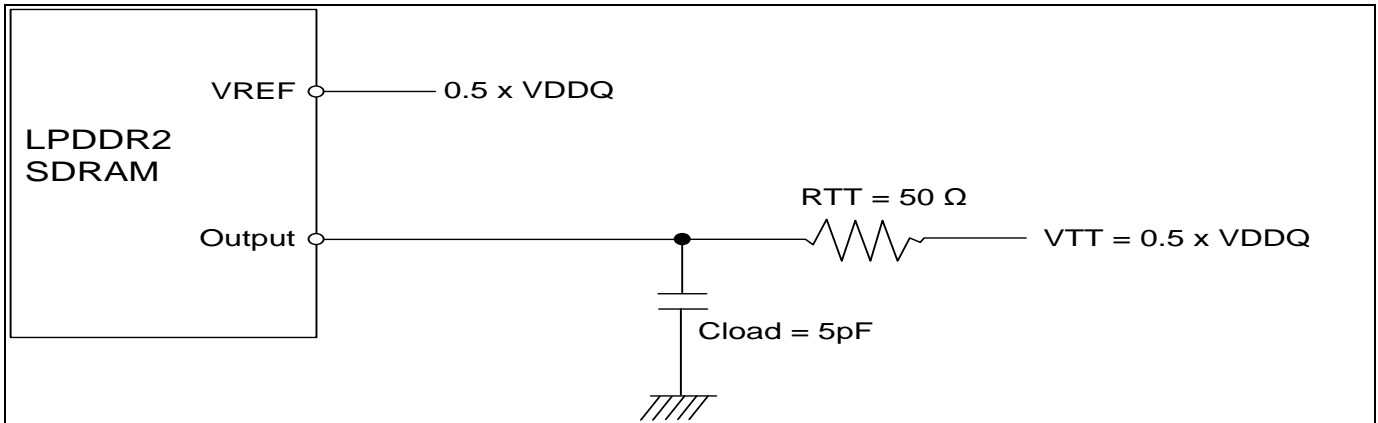 VREF
0.5 x VDDQ
LPDDR2
SDRAM
RTT = 50 Ω
Output
VTT = 0.5 x VDDQ
Cload = 5pF